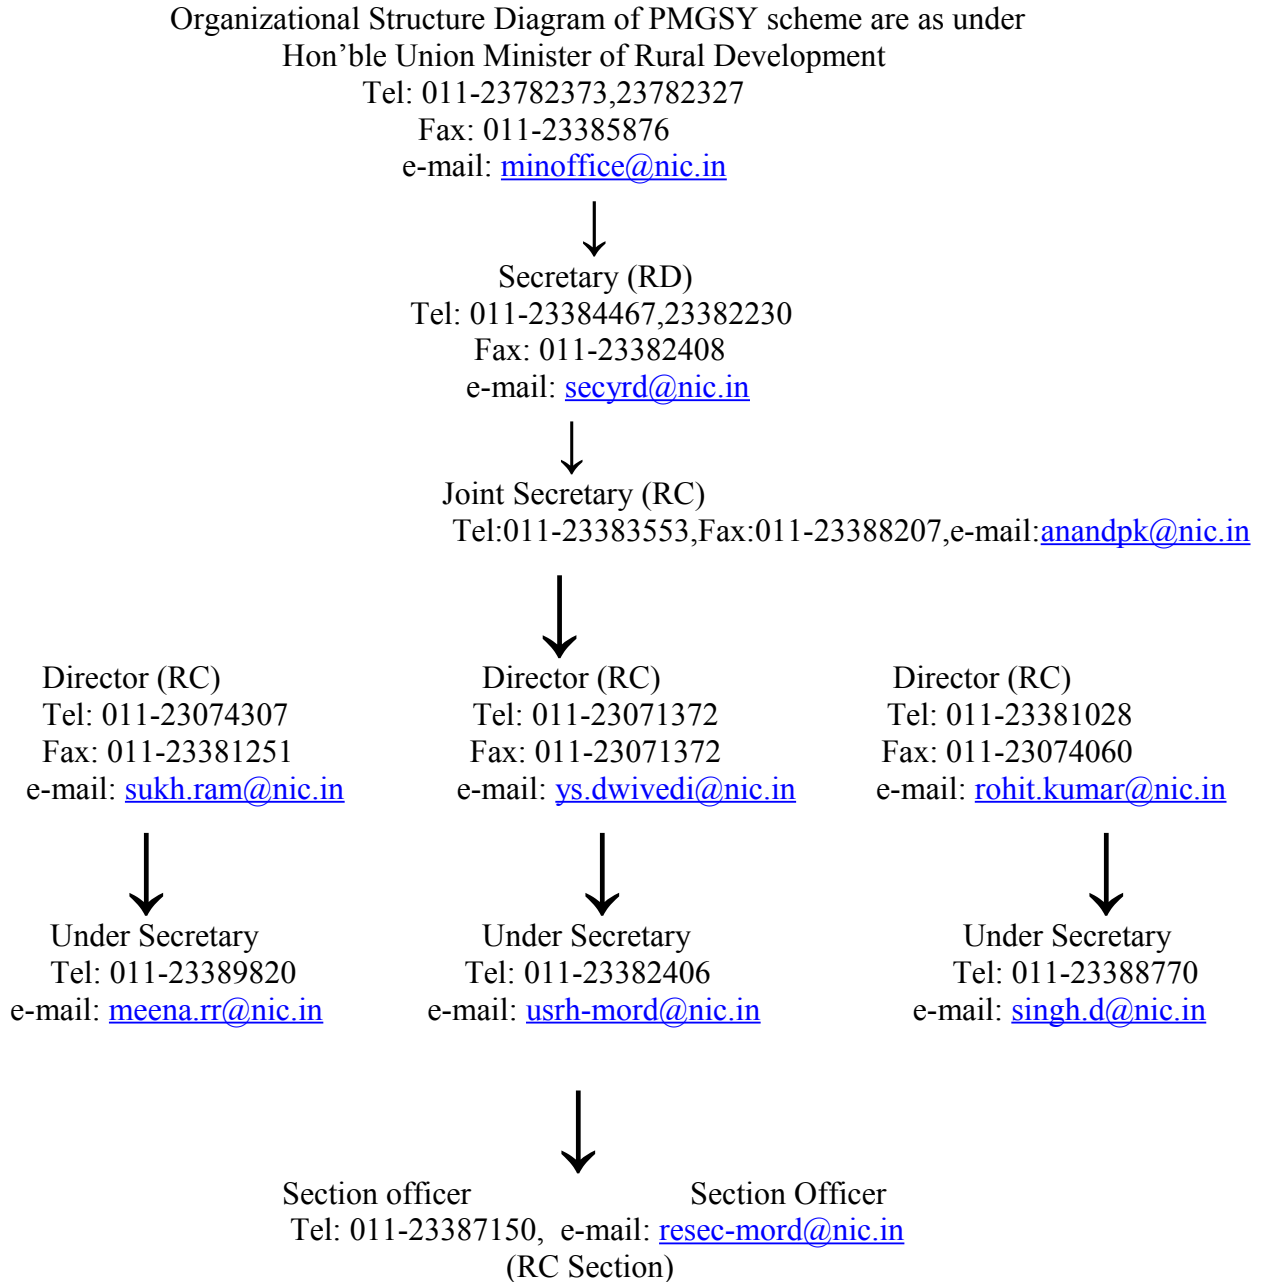 Organizational Structure Diagram of PMGSY scheme are as under
Hon’ble Union Minister of Rural Development
Tel: 011-23782373,23782327
Fax: 011-23385876
e-mail: minoffice@nic.in
Secretary (RD)
Tel: 011-23384467,23382230
Fax: 011-23382408
e-mail: secyrd@nic.in
Joint Secretary (RC)
Tel:011-23383553,Fax:011-23388207,e-mail:anandpk@nic.in
Director (RC)
Tel: 011-23074307
Fax: 011-23381251
e-mail: sukh.ram@nic.in
Director (RC)
Tel: 011-23071372
Fax: 011-23071372
e-mail: ys.dwivedi@nic.in
Director (RC)
Tel: 011-23381028
Fax: 011-23074060
e-mail: rohit.kumar@nic.in
Under Secretary
Tel: 011-23389820
e-mail: meena.rr@nic.in
Under Secretary
Tel: 011-23382406
e-mail: usrh-mord@nic.in
Under Secretary
Tel: 011-23388770
e-mail: singh.d@nic.in
Section officer Section Officer
Tel: 011-23387150, e-mail: resec-mord@nic.in
(RC Section)